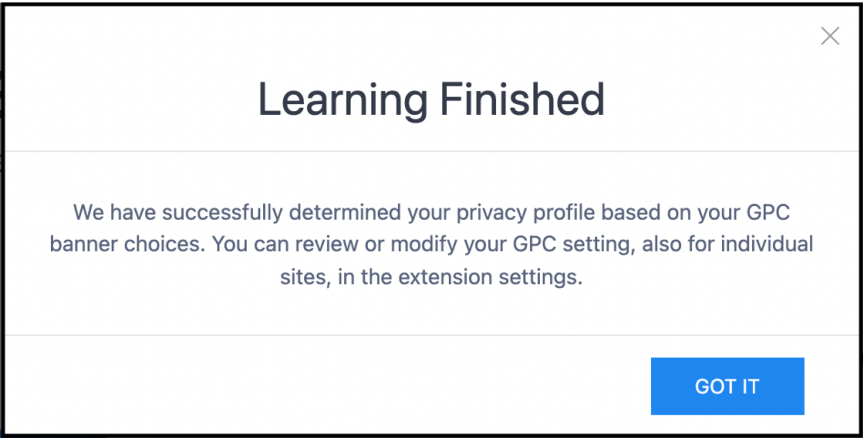 Learning Finished
We have successfully determined your privacy profile based on your GPC
banner choices. You can review or modify your GPC setting, also for individual
sites, in the extension settings.
GOT IT